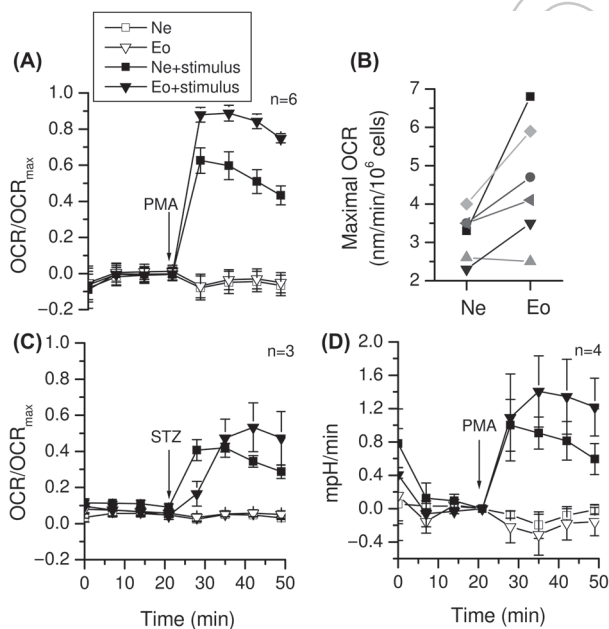 Ne
Eo
Ne+stimulus
Eo+stimulus
(A)
n=6
1.0
0.8
0.6
0.4
0.2
0.0
−0.2
OCR/OCRmax
PMA
(B)
7
6
5
4
3
2
Maximal OCR
(nm/min/10⁶ cells)
Ne Eo
(C)
n=3
1.0
0.8
0.6
0.4
0.2
0.0
−0.2
OCR/OCRmax
STZ
0 10 20 30 40 50
Time (min)
(D)
n=4
2.0
1.6
1.2
0.8
0.4
0.0
−0.4
mpH/min
PMA
0 10 20 30 40 50
Time (min)